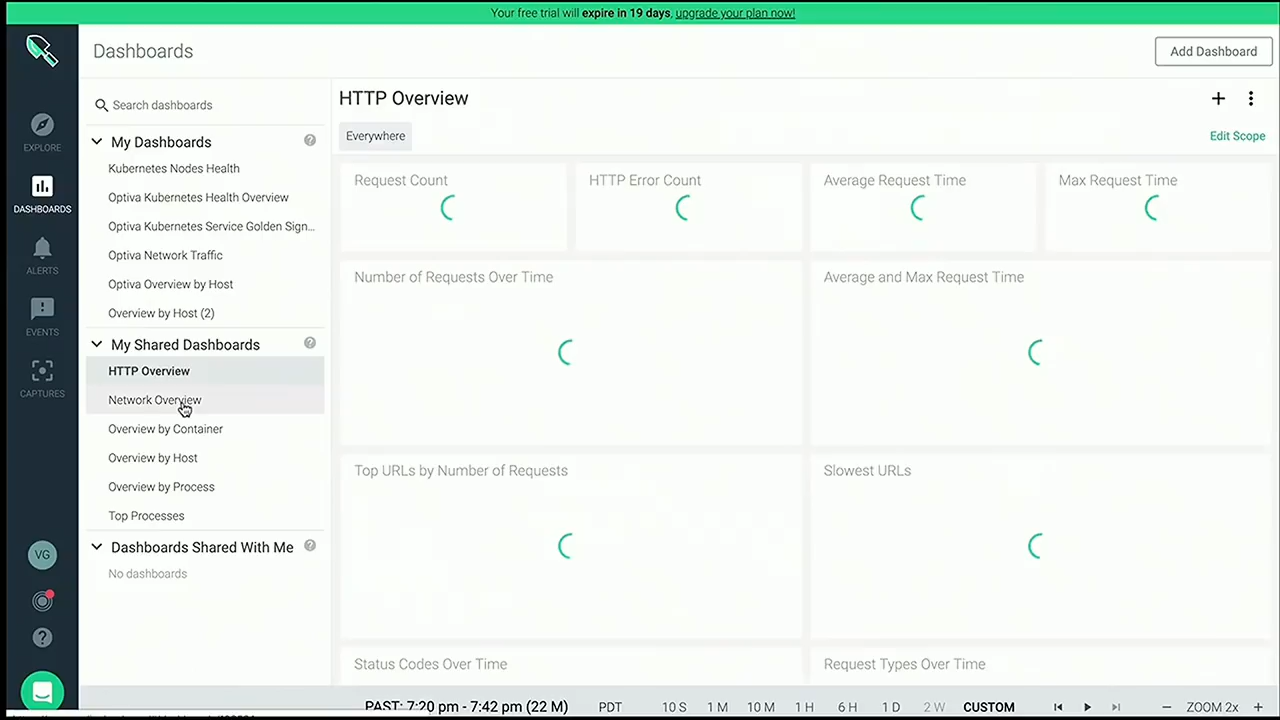 Your free trial will expire in 19 days, upgrade your plan now!
Dashboards
Add Dashboard
EXPLORE
DASHBOARDS
ALERTS
EVENTS
CAPTURES
VG
Search dashboards
My Dashboards
Kubernetes Nodes Health
Optiva Kubernetes Health Overview
Optiva Kubernetes Service Golden Sign...
Optiva Network Traffic
Optiva Overview by Host
Overview by Host (2)
My Shared Dashboards
HTTP Overview
Network Overview
Overview by Container
Overview by Host
Overview by Process
Top Processes
Dashboards Shared With Me
No dashboards
HTTP Overview
Everywhere
Edit Scope
Request Count
HTTP Error Count
Average Request Time
Max Request Time
Number of Requests Over Time
Average and Max Request Time
Top URLs by Number of Requests
Slowest URLs
Status Codes Over Time
Request Types Over Time
PAST: 7:20 pm - 7:42 pm (22 M) PDT 10 S 1 M 10 M 1 H 6 H 1 D 2 W CUSTOM ZOOM 2x